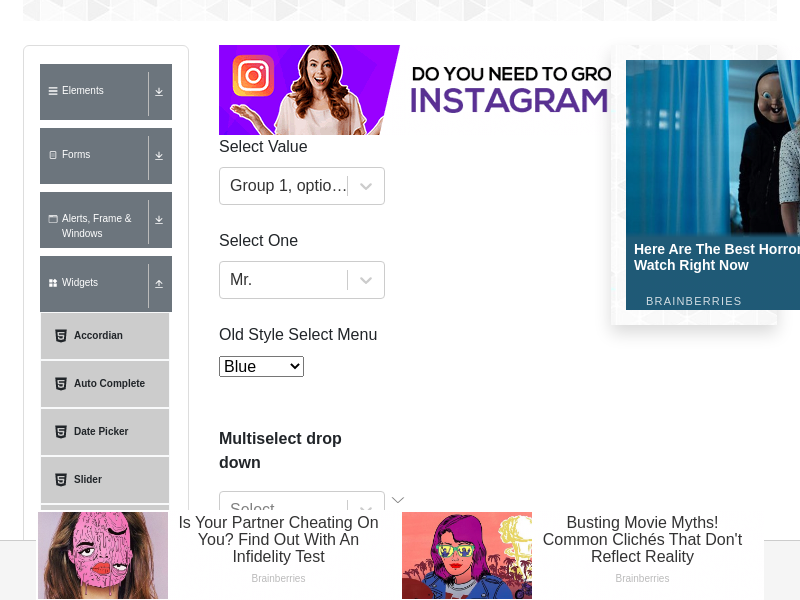 Elements
Forms
Alerts, Frame &
Windows
Widgets
Accordian
Auto Complete
Date Picker
Slider
DO YOU NEED TO GRO
INSTAGRAM
Select Value
Group 1, optio...
Select One
Mr.
Old Style Select Menu
Blue
Multiselect drop
down
Select...
Here Are The Best Horror
Watch Right Now
BRAINBERRIES
Is Your Partner Cheating On
You? Find Out With An
Infidelity Test
Brainberries
Busting Movie Myths!
Common Clichés That Don't
Reflect Reality
Brainberries